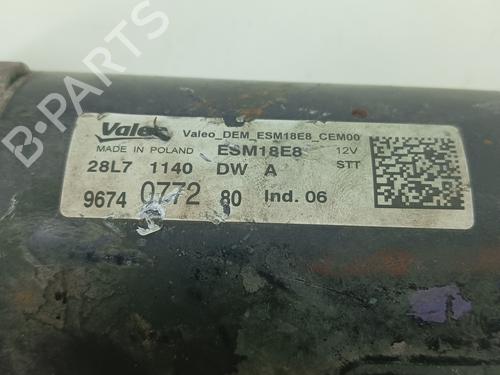 Valeo Valeo_DEM_ESM18E8_CEM00
MADE IN POLAND ESM18E8 12V
28L7 1140 DW A STT
9674 0772 80 Ind. 06
B-PARTS